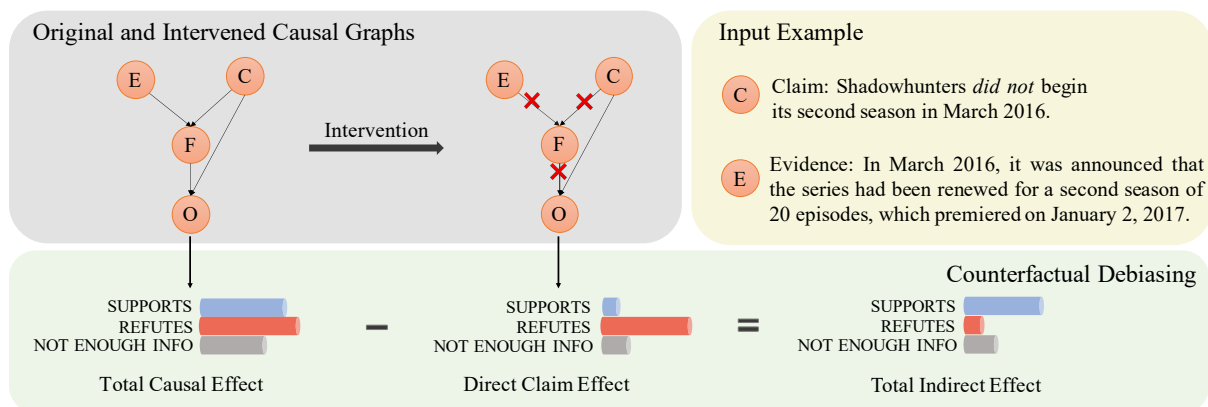 Original and Intervened Causal Graphs
E
C
F
O
Intervention
E
C
F
O
Input Example
C
Claim: Shadowhunters did not begin
its second season in March 2016.
E
Evidence: In March 2016, it was announced that
the series had been renewed for a second season of
20 episodes, which premiered on January 2, 2017.
Counterfactual Debiasing
SUPPORTS
REFUTES
NOT ENOUGH INFO
Total Causal Effect
−
SUPPORTS
REFUTES
NOT ENOUGH INFO
Direct Claim Effect
=
SUPPORTS
REFUTES
NOT ENOUGH INFO
Total Indirect Effect